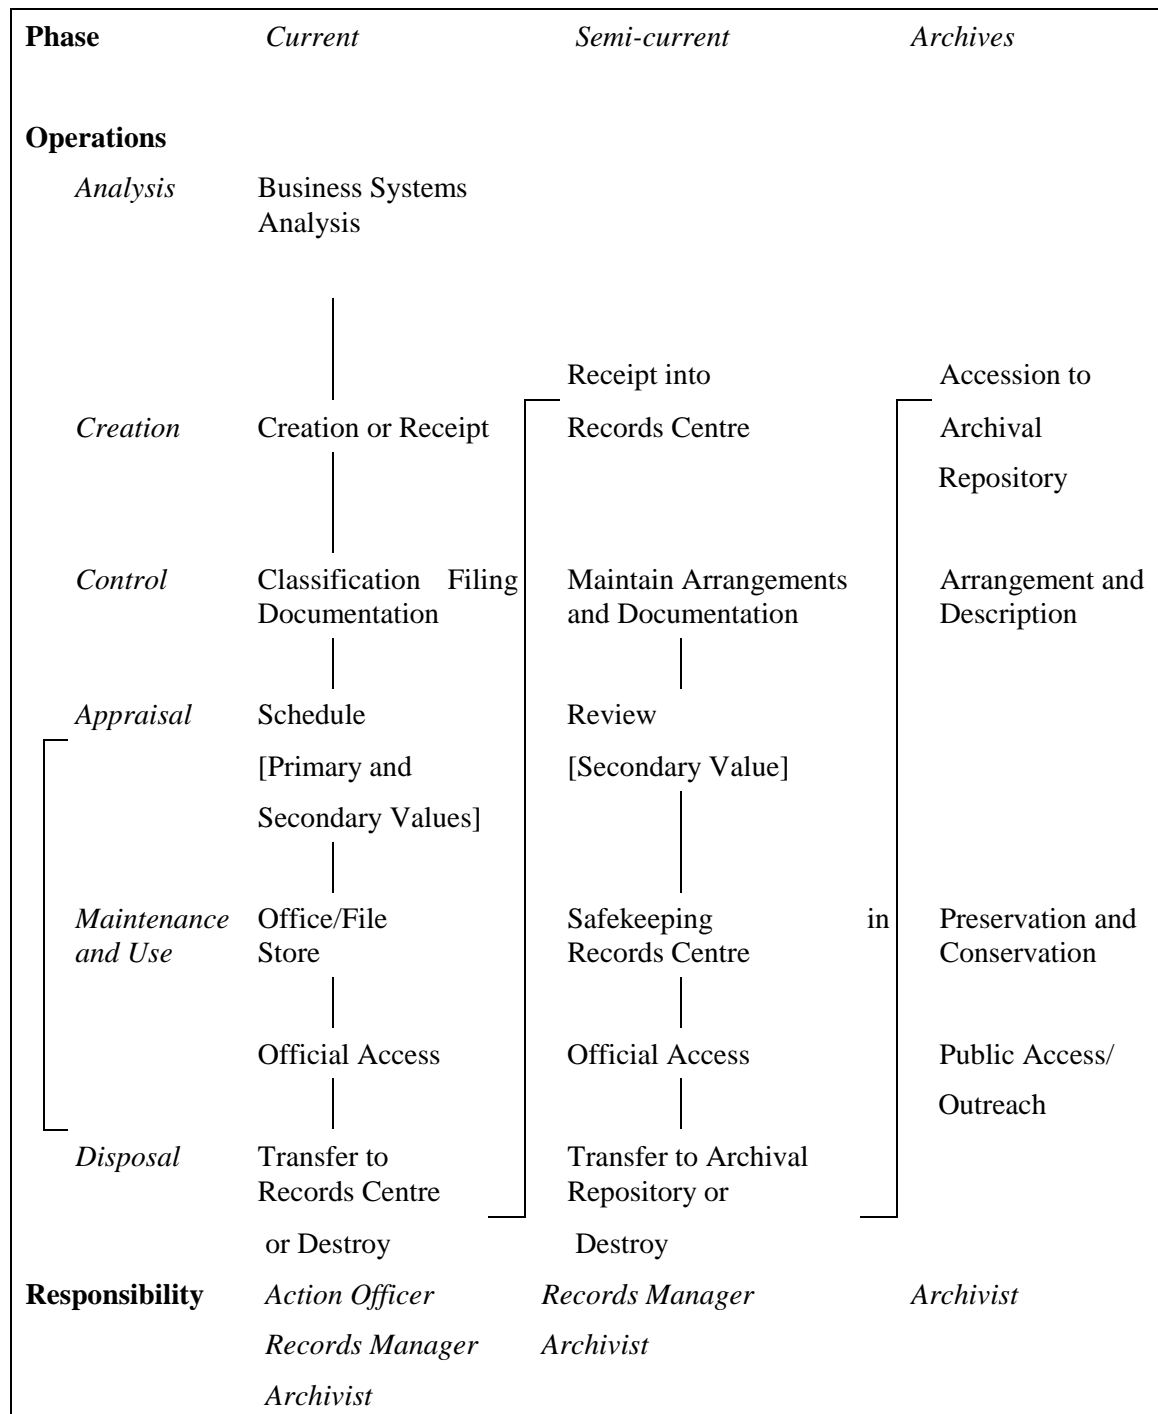 Phase Current Semi-current Archives
Operations
Analysis Business Systems
Analysis
Receipt into Accession to
Creation Creation or Receipt Records Centre Archival
Repository
Control Classification Filing Maintain Arrangements Arrangement and
Documentation and Documentation Description
Appraisal Schedule Review
[Primary and [Secondary Value]
Secondary Values]
Maintenance Office/File Safekeeping in Preservation and
and Use Store Records Centre Conservation
Official Access Official Access Public Access/
Outreach
Disposal Transfer to Transfer to Archival
Records Centre Repository or
or Destroy Destroy
Responsibility Action Officer Records Manager Archivist
Records Manager Archivist
Archivist